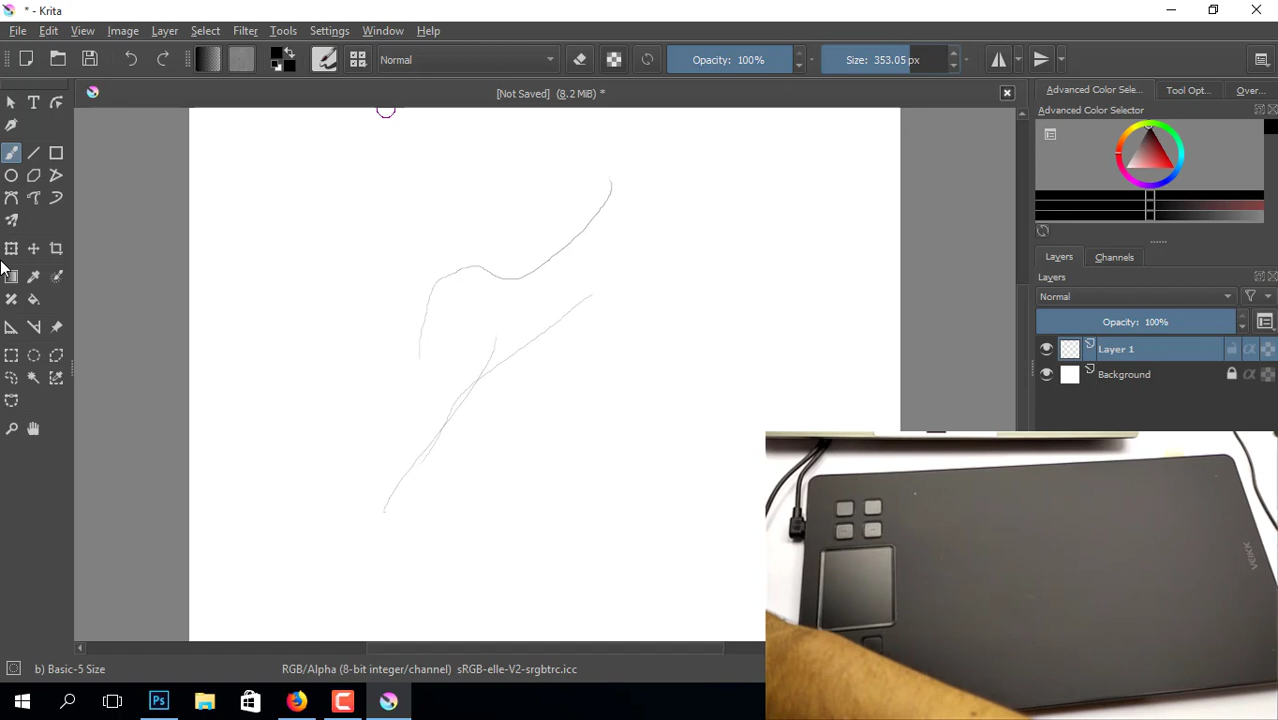 * - Krita
File Edit View Image Layer Select Filter Tools Settings Window Help
Normal Opacity: 100% Size: 353.05 px
[Not Saved] (8.2 MiB) *
Advanced Color Sele... Tool Opt... Over...
Advanced Color Selector
Layers Channels
Layers
Normal
Opacity: 100%
Layer 1
Background
VEIKK
b) Basic-5 Size RGB/Alpha (8-bit integer/channel) sRGB-elle-V2-srgbtrc.icc
Ps